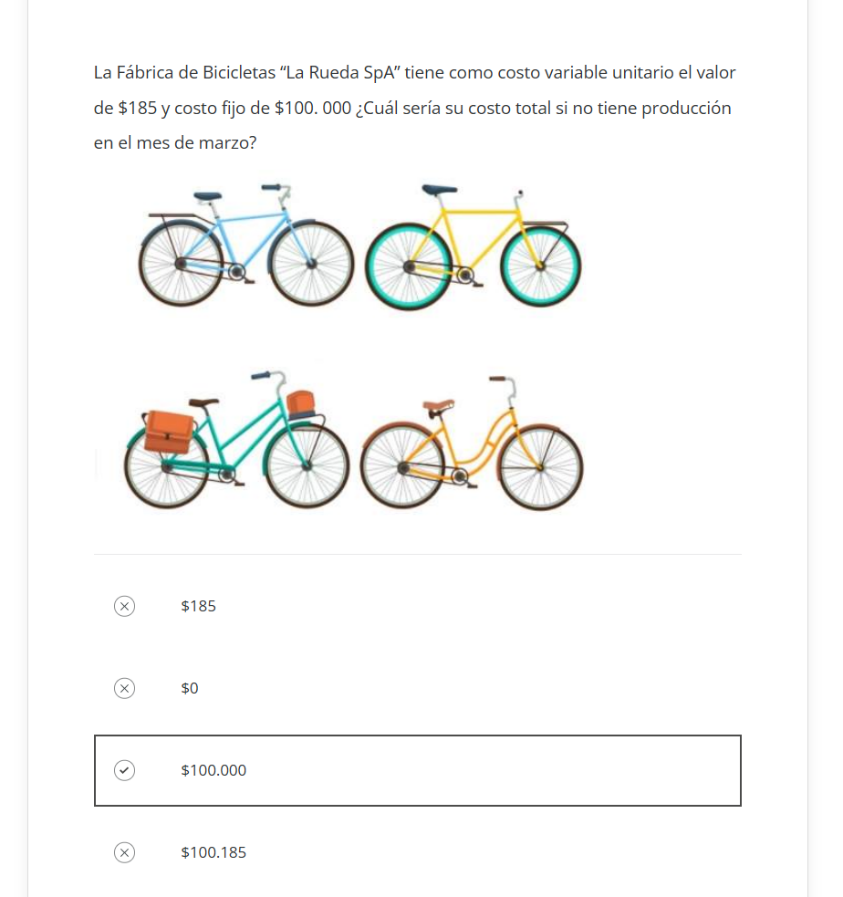 La Fábrica de Bicicletas “La Rueda SpA” tiene como costo variable unitario el valor
de $185 y costo fijo de $100. 000 ¿Cuál sería su costo total si no tiene producción
en el mes de marzo?
$185
$0
$100.000
$100.185